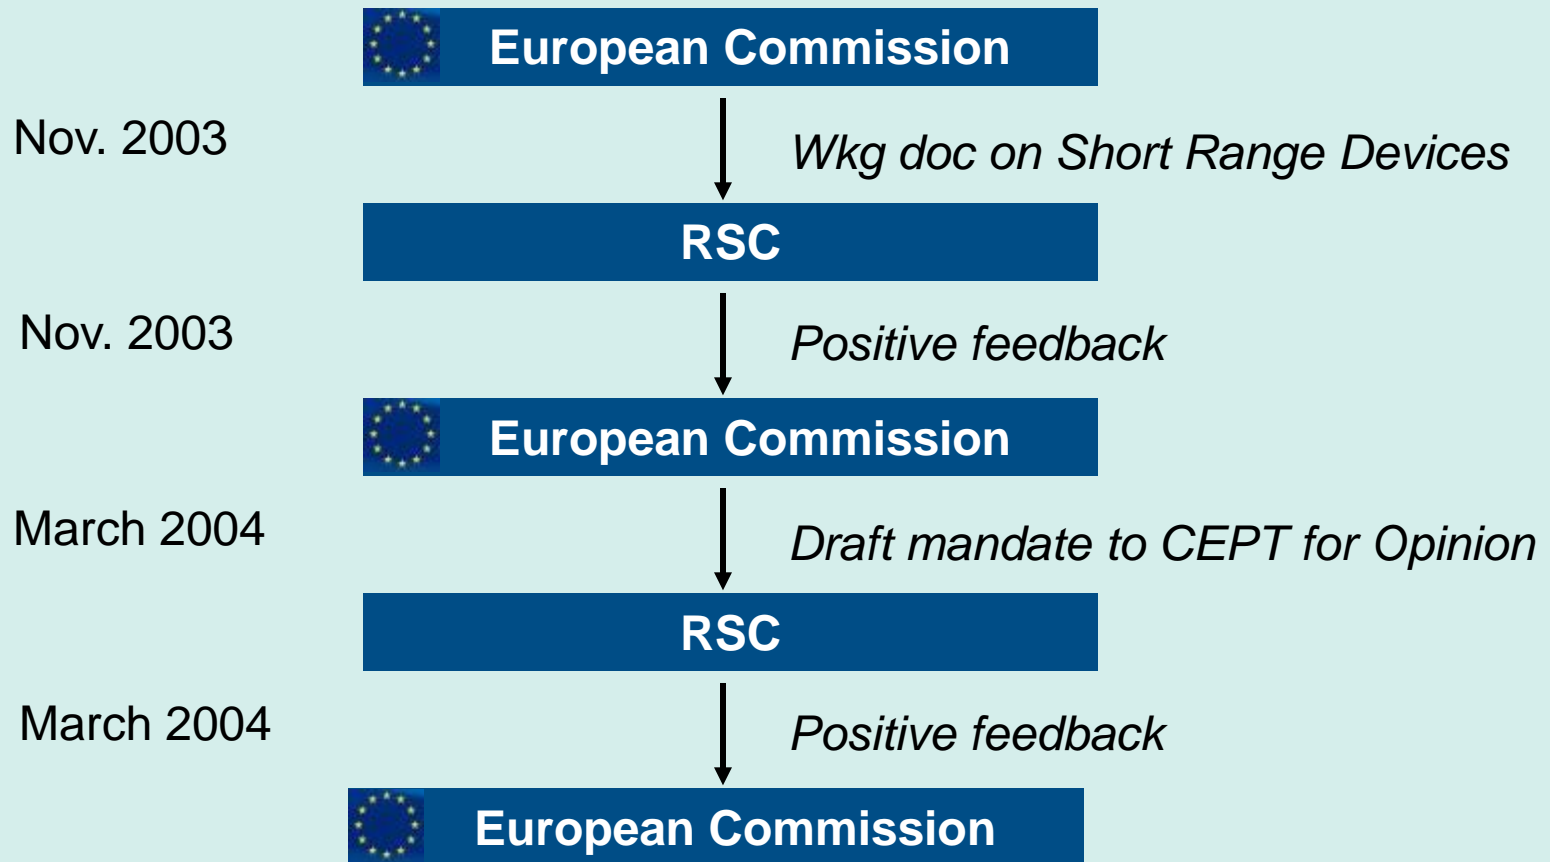 European Commission
Nov. 2003
Wkg doc on Short Range Devices
RSC
Nov. 2003
Positive feedback
European Commission
March 2004
Draft mandate to CEPT for Opinion
RSC
March 2004
Positive feedback
European Commission